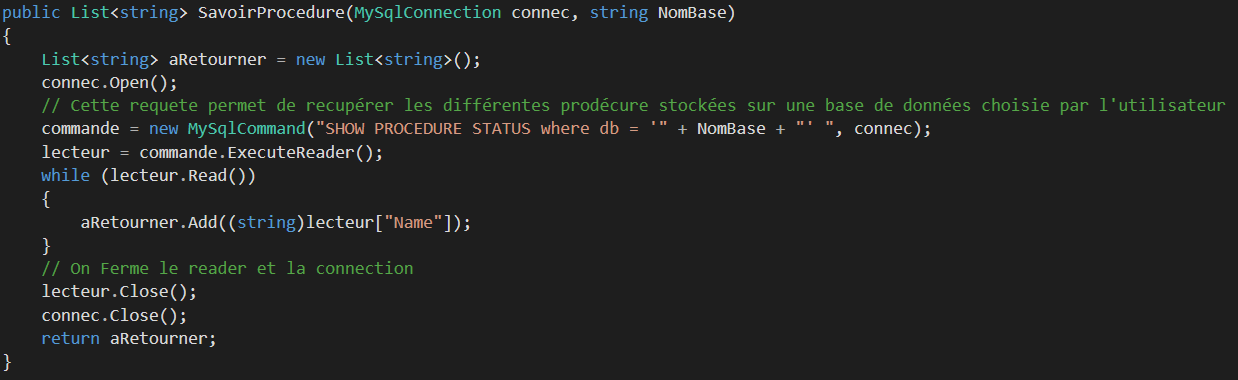 public List<string> SavoirProcedure(MySqlConnection connec, string NomBase)
{
    List<string> aRetourner = new List<string>();
    connec.Open();
    // Cette requete permet de recupérer les différentes prodécure stockées sur une base de données choisie par l'utilisateur
    commande = new MySqlCommand("SHOW PROCEDURE STATUS where db = '" + NomBase + "' ", connec);
    lecteur = commande.ExecuteReader();
    while (lecteur.Read())
    {
        aRetourner.Add((string)lecteur["Name"]);
    }
    // On Ferme le reader et la connection
    lecteur.Close();
    connec.Close();
    return aRetourner;
}